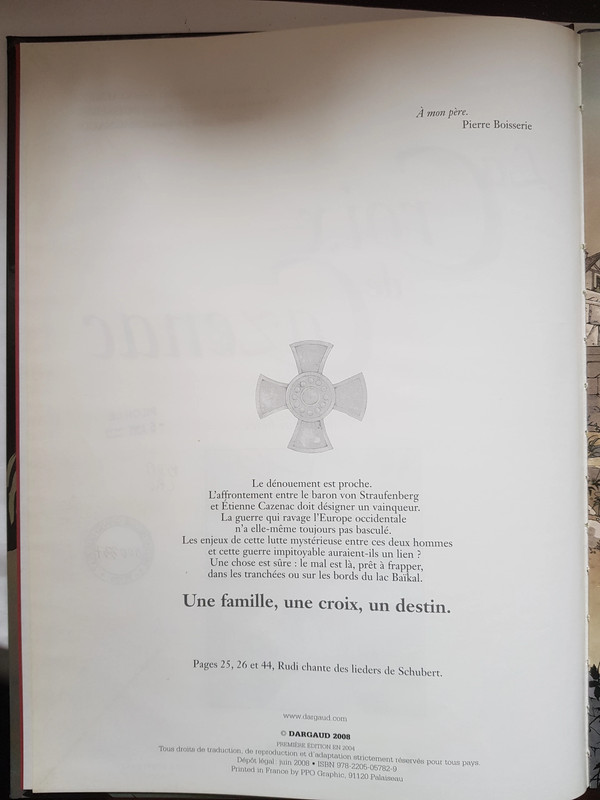 À mon père.
Pierre Boisserie
Le dénouement est proche.
L'affrontement entre le baron von Straufenberg
et Étienne Cazenac doit désigner un vainqueur.
La guerre qui ravage l'Europe occidentale
n'a elle-même toujours pas basculé.
Les enjeux de cette lutte mystérieuse entre ces deux hommes
et cette guerre impitoyable auraient-ils un lien ?
Une chose est sûre : le mal est là, prêt à frapper,
dans les tranchées ou sur les bords du lac Baïkal.
Une famille, une croix, un destin.
Pages 25, 26 et 44, Rudi chante des lieders de Schubert.
www.dargaud.com
© DARGAUD 2008
PREMIÈRE ÉDITION EN 2004
Tous droits de traduction, de reproduction et d'adaptation strictement réservés pour tous pays.
Dépôt légal : juin 2008 • ISBN 978-2205-05782-9
Printed in France by PPO Graphic, 91120 Palaiseau